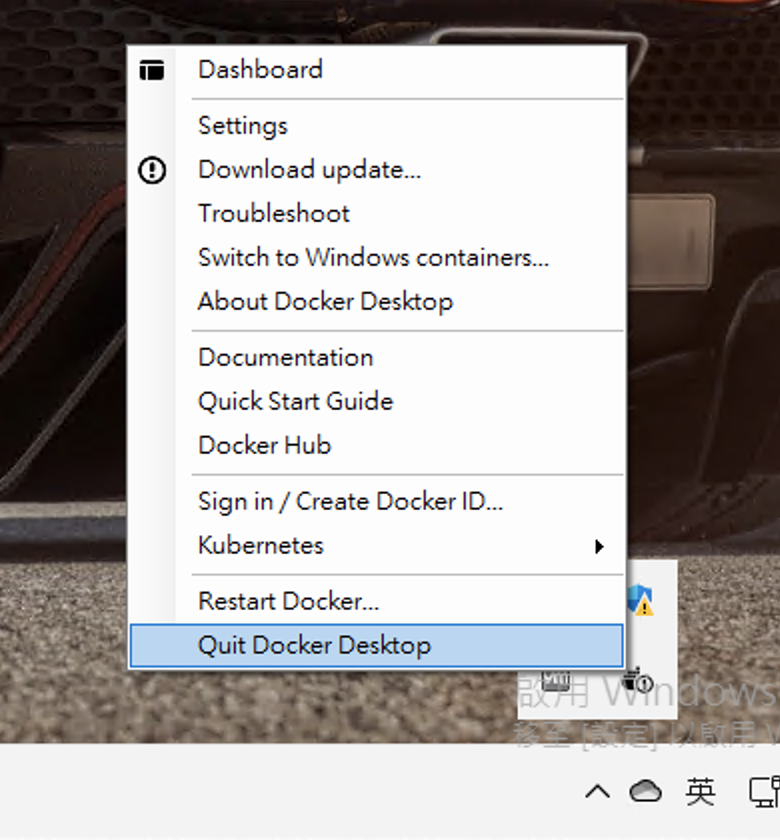 Dashboard
Settings
Download update...
Troubleshoot
Switch to Windows containers...
About Docker Desktop
Documentation
Quick Start Guide
Docker Hub
Sign in / Create Docker ID...
Kubernetes
Restart Docker...
Quit Docker Desktop
啟用 Windows
移至 [設定] 以啟用
英